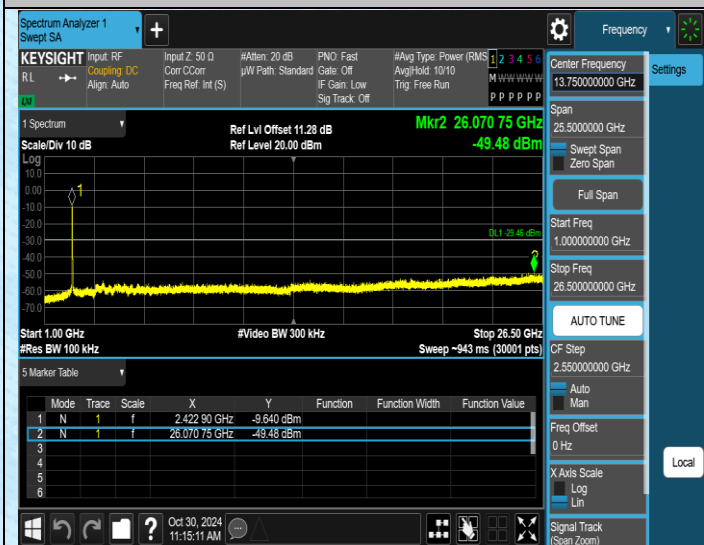 Spectrum Analyzer 1
Swept SA
Frequency
KEYSIGHT
RL
LXI
Input: RF
Coupling: DC
Align: Auto
Input Z: 50 Ω
Corr CCorr
Freq Ref: Int (S)
#Atten: 20 dB
µW Path: Standard
PNO: Fast
Gate: Off
IF Gain: Low
Sig Track: Off
#Avg Type: Power (RMS
Avg|Hold: 10/10
Trig: Free Run
1 2 3 4 5 6
M W W W W W
P P P P P P
1 Spectrum
Scale/Div 10 dB
Ref Lvl Offset 11.28 dB
Ref Level 20.00 dBm
Mkr2 26.070 75 GHz
-49.48 dBm
Log
10.0
0.00
-10.0
-20.0
-30.0
-40.0
-50.0
-60.0
-70.0
1
DL1 -29.46 dBm
2
Start 1.00 GHz
#Res BW 100 kHz
#Video BW 300 kHz
Stop 26.50 GHz
Sweep ~943 ms (30001 pts)
5 Marker Table
Mode Trace Scale X Y Function Function Width Function Value
1 N 1 f 2.422 90 GHz -9.640 dBm
2 N 1 f 26.070 75 GHz -49.48 dBm
3
4
5
6
Oct 30, 2024
11:15:11 AM
Center Frequency
13.75000000 GHz
Settings
Span
25.5000000 GHz
Swept Span
Zero Span
Full Span
Start Freq
1.000000000 GHz
Stop Freq
26.500000000 GHz
AUTO TUNE
CF Step
2.550000000 GHz
Auto
Man
Freq Offset
0 Hz
X Axis Scale
Log
Lin
Local
Signal Track
(Span Zoom)